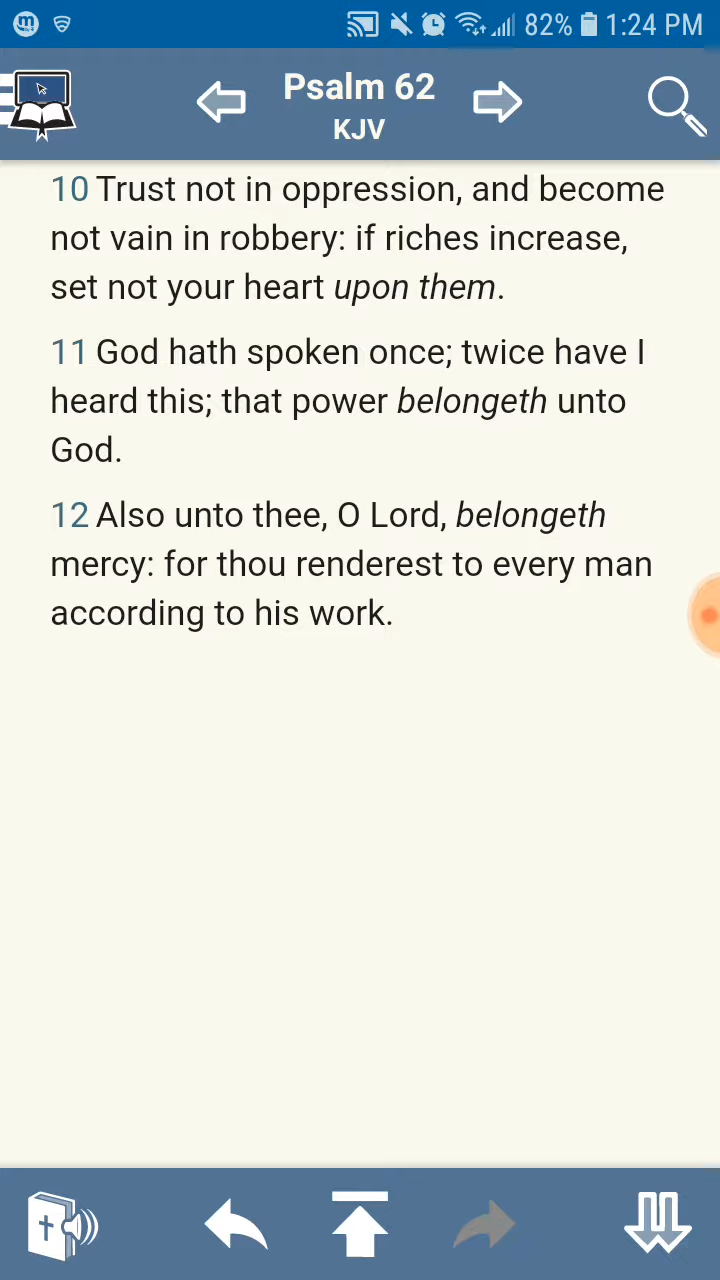 82% 1:24 PM
Psalm 62
KJV
10 Trust not in oppression, and become
not vain in robbery: if riches increase,
set not your heart upon them.
11 God hath spoken once; twice have I
heard this; that power belongeth unto
God.
12 Also unto thee, O Lord, belongeth
mercy: for thou renderest to every man
according to his work.